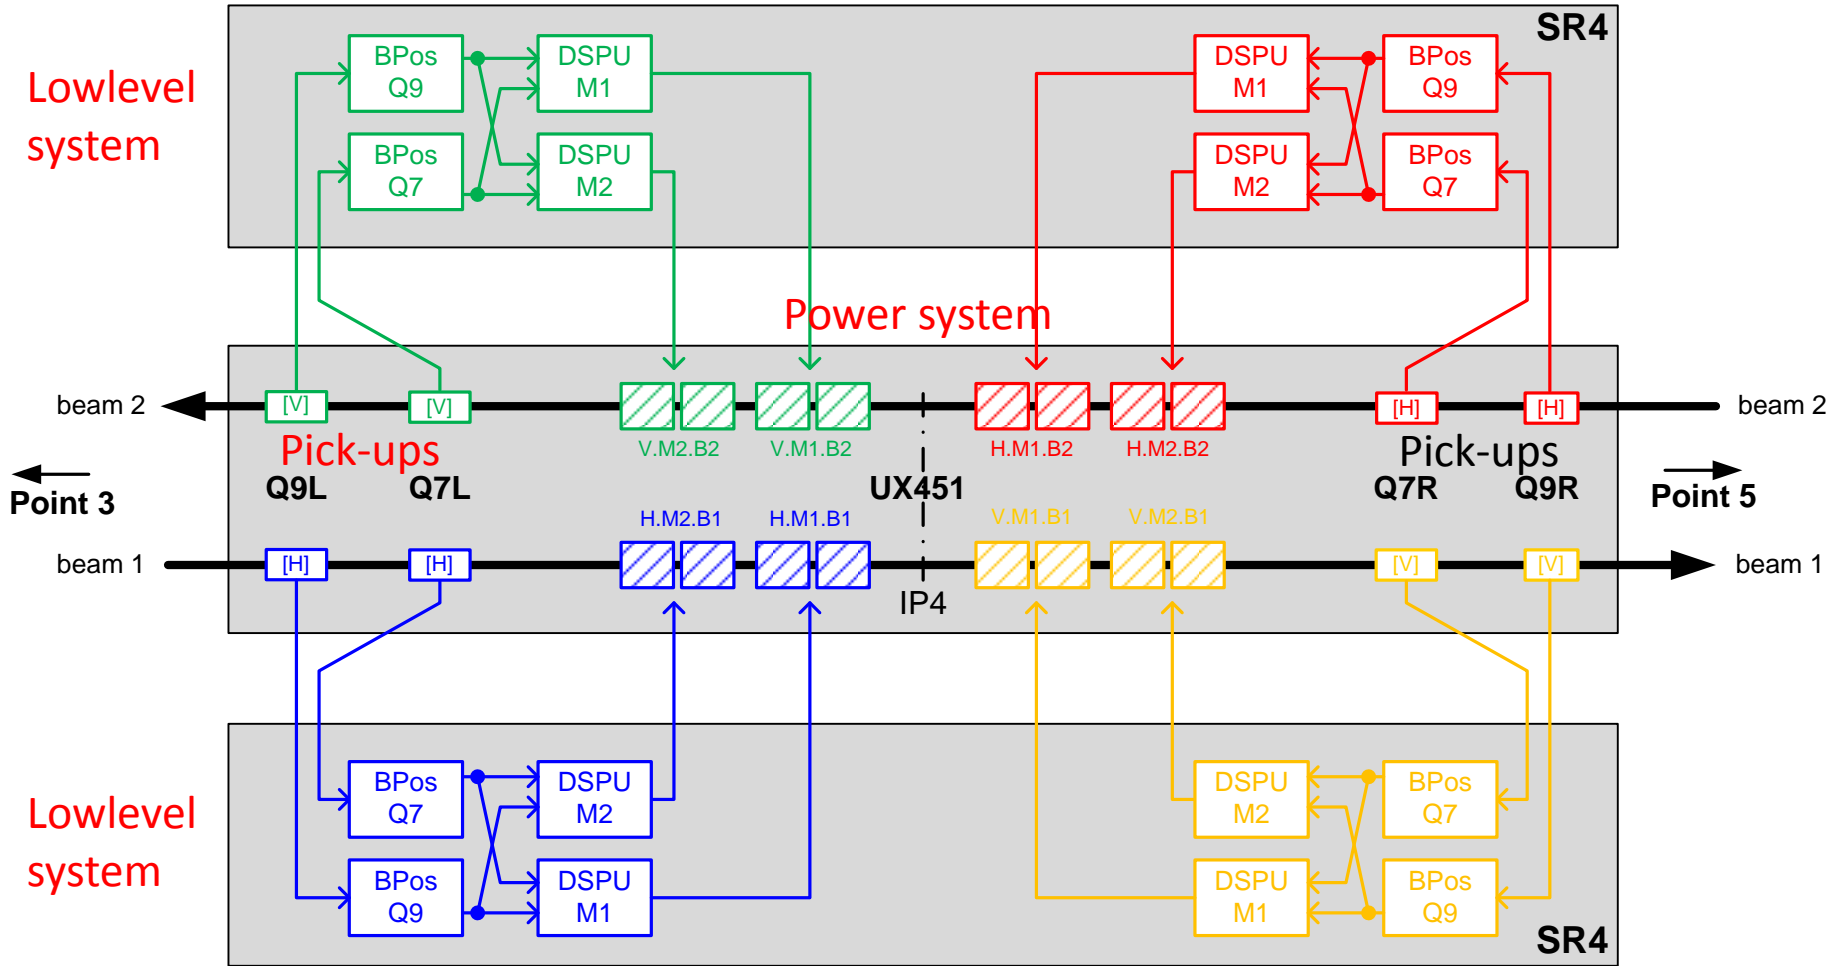 SR4
Lowlevel
system
BPos
Q9
DSPU
M1
DSPU
M1
BPos
Q9
BPos
Q7
DSPU
M2
DSPU
M2
BPos
Q7
Power system
beam 2
[V]
[V]
[H]
[H]
beam 2
V.M2.B2
V.M1.B2
H.M1.B2
H.M2.B2
Pick-ups
Pick-ups
Point 3
Q9L
Q7L
UX451
Q7R
Q9R
Point 5
H.M2.B1
H.M1.B1
V.M1.B1
V.M2.B1
beam 1
[H]
[H]
[V]
[V]
beam 1
IP4
Lowlevel
system
BPos
Q7
DSPU
M2
DSPU
M2
BPos
Q7
BPos
Q9
DSPU
M1
DSPU
M1
BPos
Q9
SR4